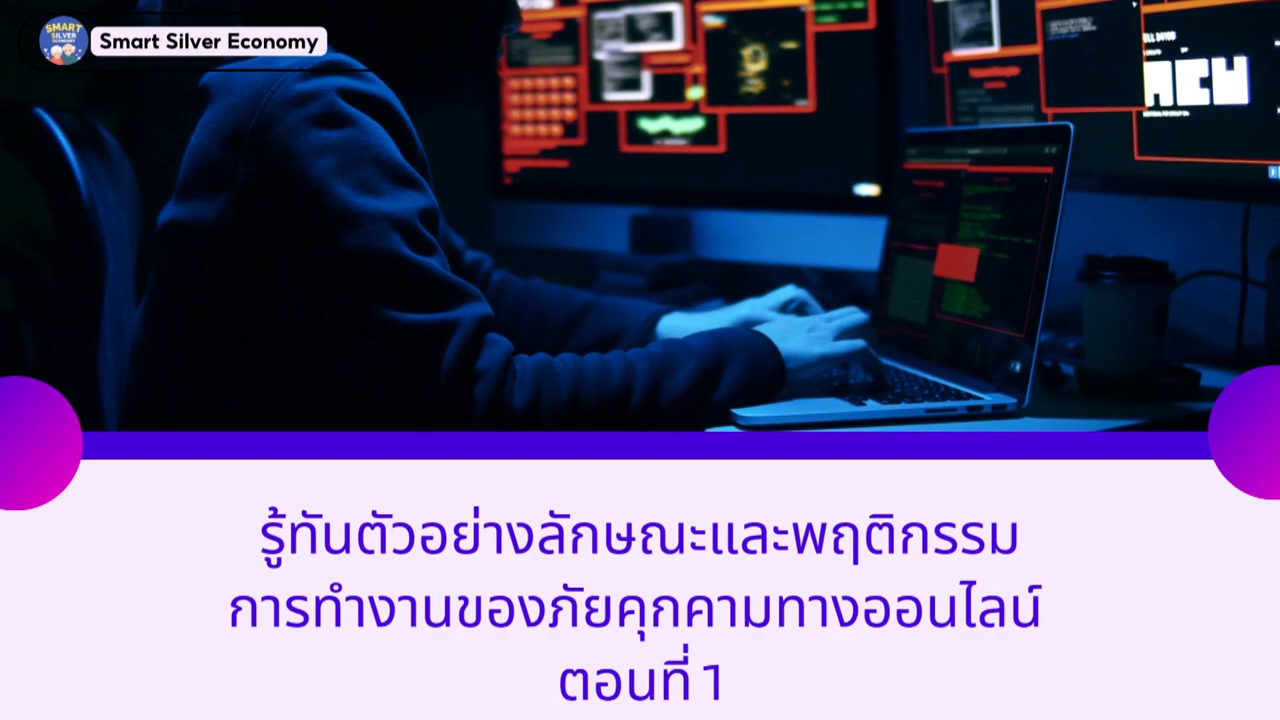 SMART
SILVER
ECONOMY
Smart Silver Economy
รู้ทันตัวอย่างลักษณะและพฤติกรรม
การทำงานของภัยคุกคามทางออนไลน์
ตอนที่ 1